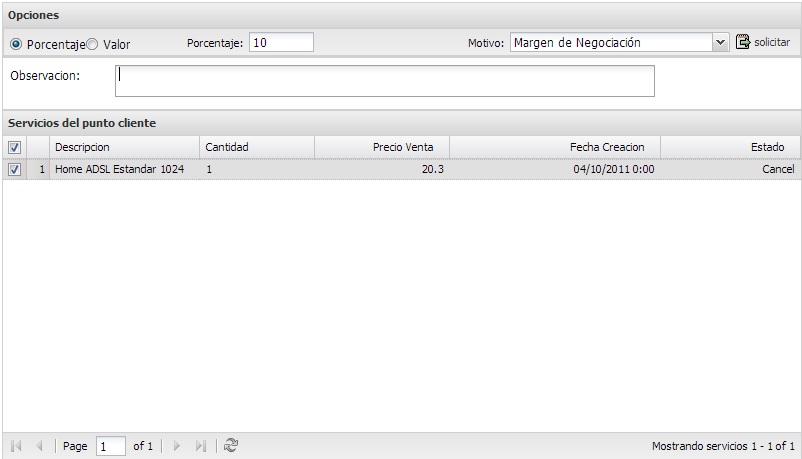 Opciones
Porcentaje Valor Porcentaje: 10 Motivo: Margen de Negociación solicitar
Observacion:
Servicios del punto cliente
Descripcion Cantidad Precio Venta Fecha Creacion Estado
1 Home ADSL Estandar 1024 1 20.3 04/10/2011 0:00 Cancel
Page 1 of 1 Mostrando servicios 1 - 1 of 1